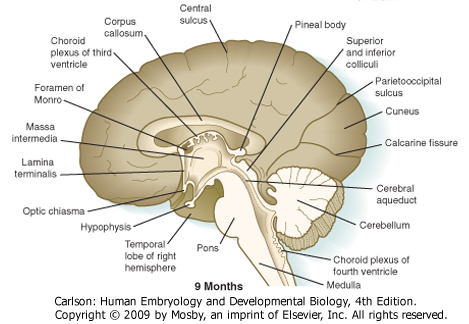 Central
sulcus
Corpus
callosum
Pineal body
Choroid
plexus of third
ventricle
Superior
and inferior
colliculi
Foramen of
Monro
Parietooccipital
sulcus
Massa
intermedia
Cuneus
Lamina
terminalis
Calcarine fissure
Optic chiasma
Cerebral
aqueduct
Hypophysis
Cerebellum
Temporal
lobe of right
hemisphere
Pons
Choroid plexus of
fourth ventricle
9 Months
Medulla
Carlson: Human Embryology and Developmental Biology, 4th Edition.
Copyright © 2009 by Mosby, an imprint of Elsevier, Inc. All rights reserved.